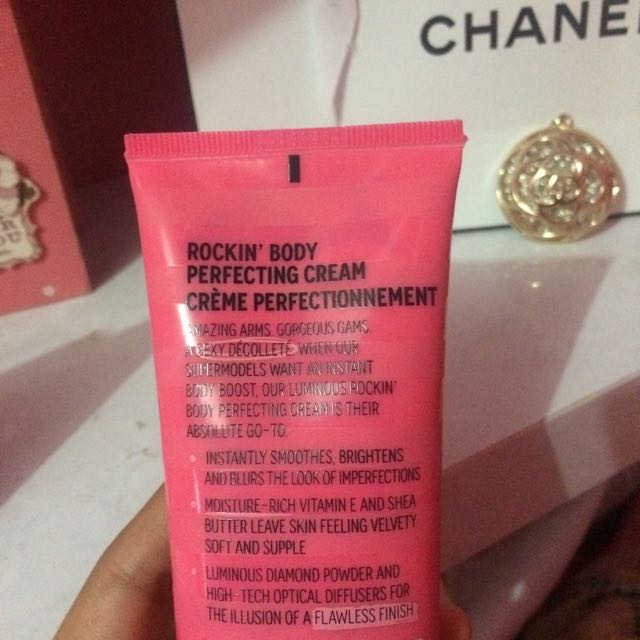 CHANE
ROCKIN' BODY
PERFECTING CREAM
CRÈME PERFECTIONNEMENT
AMAZING ARMS. GORGEOUS GAMS.
A SEXY DÉCOLLETÉ. WHEN OUR
SUPERMODELS WANT AN INSTANT
BODY BOOST, OUR LUMINOUS ROCKIN'
BODY PERFECTING CREAM IS THEIR
ABSOLUTE GO-TO.
• INSTANTLY SMOOTHES, BRIGHTENS
AND BLURS THE LOOK OF IMPERFECTIONS
• MOISTURE-RICH VITAMIN E AND SHEA
BUTTER LEAVE SKIN FEELING VELVETY
SOFT AND SUPPLE
• LUMINOUS DIAMOND POWDER AND
HIGH-TECH OPTICAL DIFFUSERS FOR
THE ILLUSION OF A FLAWLESS FINISH